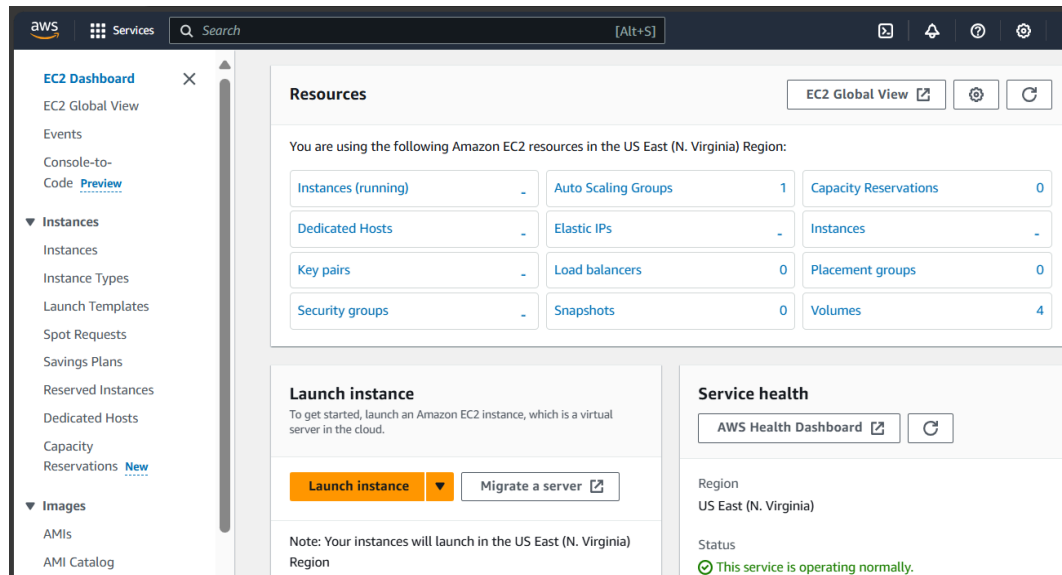 aws
Services
Search
[Alt+S]
EC2 Dashboard
EC2 Global View
Events
Console-to-
Code Preview
Instances
Instances
Instance Types
Launch Templates
Spot Requests
Savings Plans
Reserved Instances
Dedicated Hosts
Capacity
Reservations New
Images
AMIs
AMI Catalog
Resources
EC2 Global View
You are using the following Amazon EC2 resources in the US East (N. Virginia) Region:
Instances (running) -
Auto Scaling Groups 1
Capacity Reservations 0
Dedicated Hosts -
Elastic IPs -
Instances -
Key pairs -
Load balancers 0
Placement groups 0
Security groups -
Snapshots 0
Volumes 4
Launch instance
To get started, launch an Amazon EC2 instance, which is a virtual
server in the cloud.
Launch instance
Migrate a server
Note: Your instances will launch in the US East (N. Virginia)
Region
Service health
AWS Health Dashboard
Region
US East (N. Virginia)
Status
This service is operating normally.